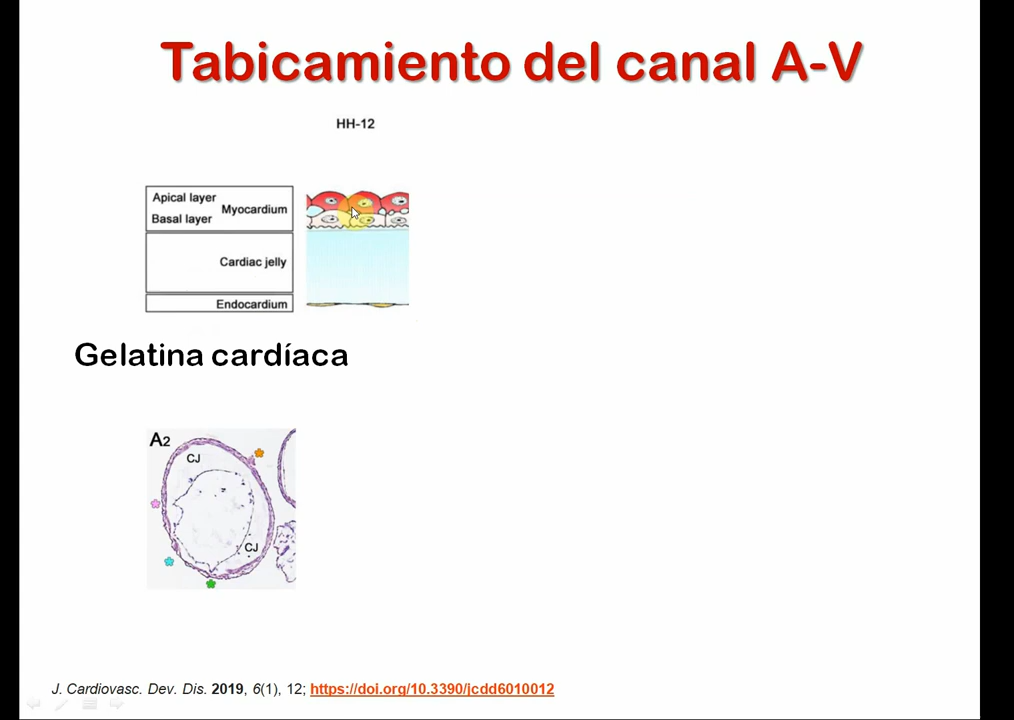 Tabicamiento del canal A-V
HH-12
Apical layer
Myocardium
Basal layer
Cardiac jelly
Endocardium
Gelatina cardíaca
A2
CJ
CJ
J. Cardiovasc. Dev. Dis. 2019, 6(1), 12; https://doi.org/10.3390/jcdd6010012